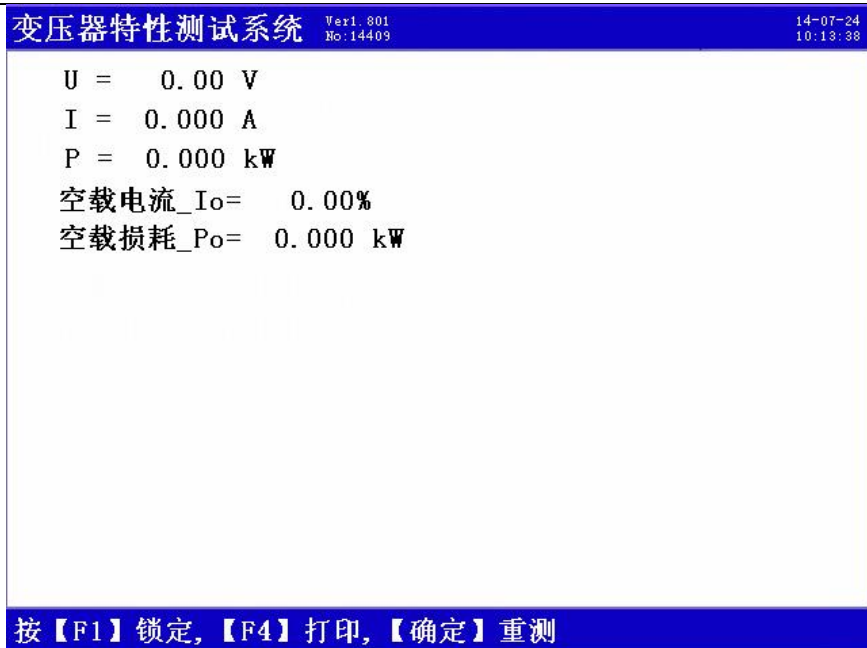 变压器特性测试系统 Ver1.801
No:14409
14-07-24
10:13:38
U = 0.00 V
I = 0.000 A
P = 0.000 kW
空载电流_Io= 0.00%
空载损耗_Po= 0.000 kW
按【F1】锁定,【F4】打印,【确定】重测